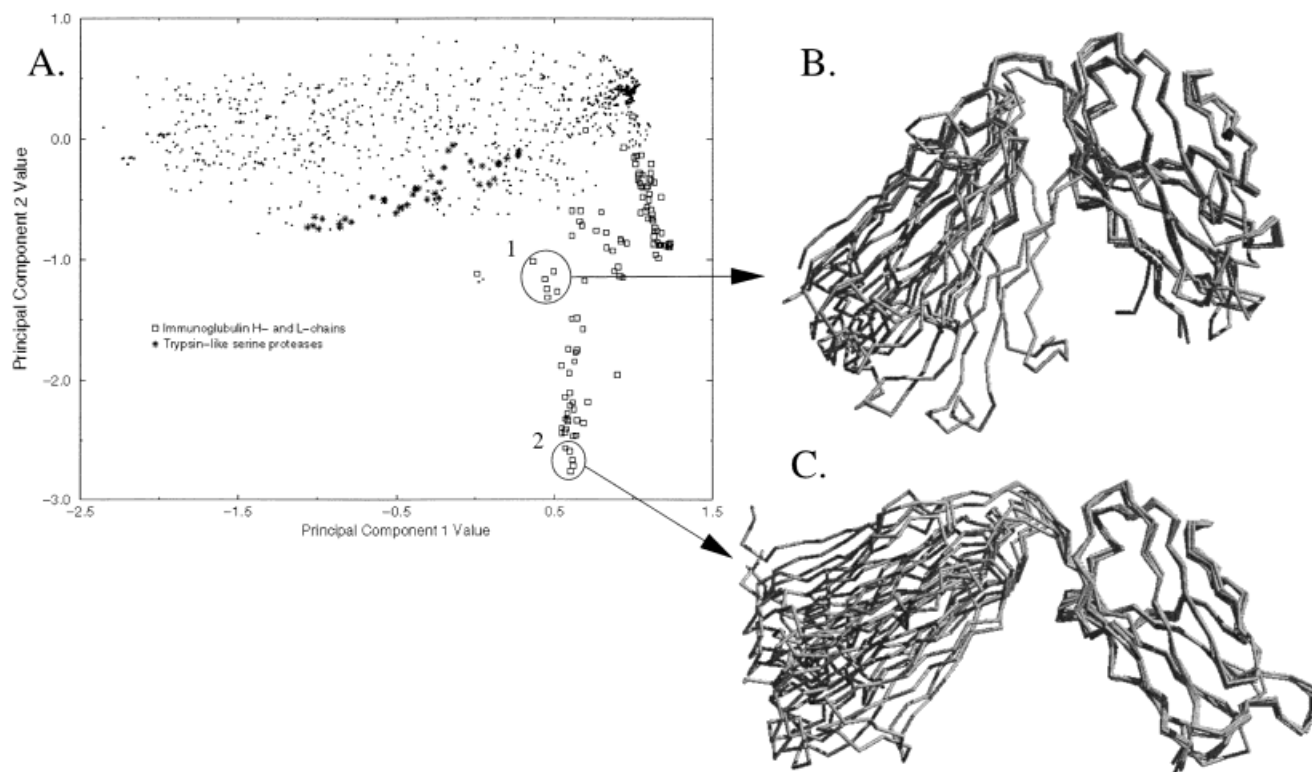 A.
B.
1.0
0.0
-1.0
-2.0
-3.0
Principal Component 2 Value
1
□ Immunoglubulin H- and L-chains
* Trypsin-like serine proteases
2
-2.5
-1.5
-0.5
0.5
1.5
Principal Component 1 Value
C.